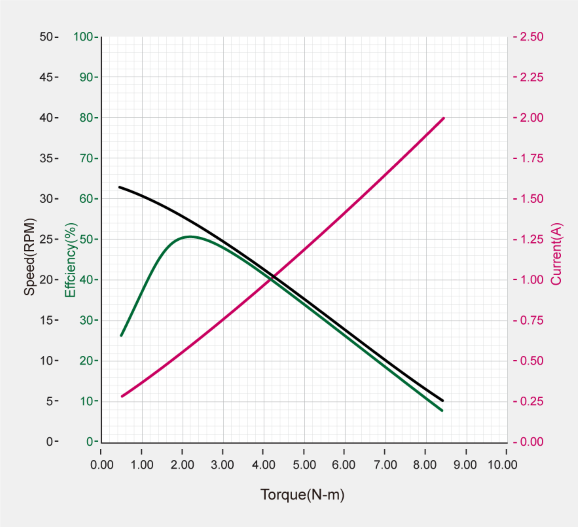 50- 100- - 2.50
45- 90- - 2.25
40- 80- - 2.00
35- 70- - 1.75
30- 60- - 1.50
25- 50- - 1.25
20- 40- - 1.00
15- 30- - 0.75
10- 20- - 0.50
5- 10- - 0.25
0- 0- - 0.00
Speed(RPM)
Effciency(%)
Current(A)
0.00 1.00 2.00 3.00 4.00 5.00 6.00 7.00 8.00 9.00 10.00
Torque(N-m)